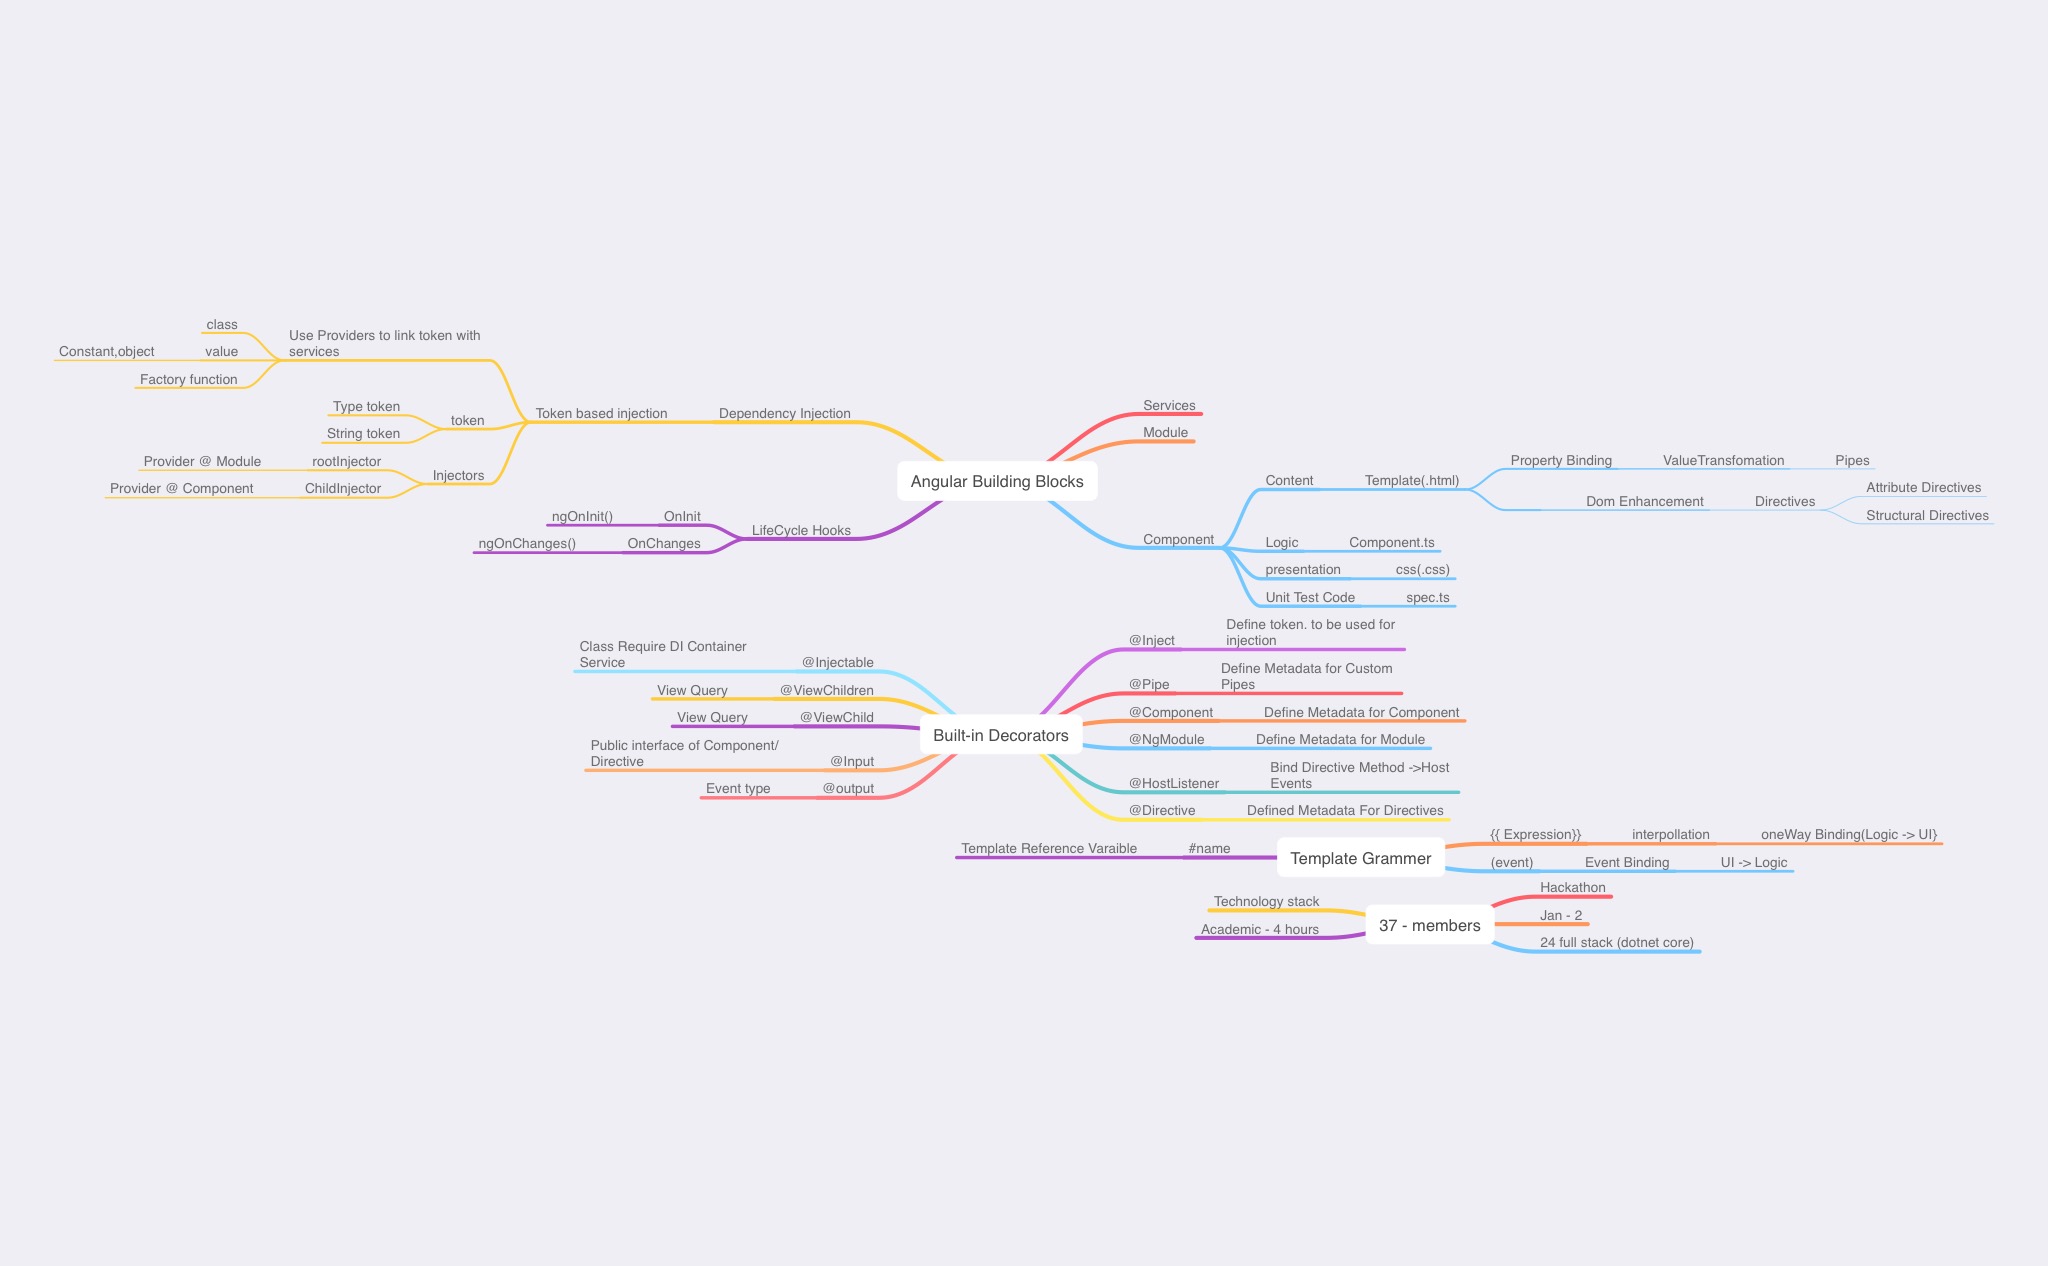 Angular Building Blocks
Services
Module
Component
Content
Template(.html)
Property Binding
ValueTransfomation
Pipes
Dom Enhancement
Directives
Attribute Directives
Structural Directives
Logic
Component.ts
presentation
css(.css)
Unit Test Code
spec.ts
Dependency Injection
Token based injection
Use Providers to link token with
services
class
value
Constant,object
Factory function
token
Type token
String token
Injectors
rootInjector
Provider @ Module
ChildInjector
Provider @ Component
LifeCycle Hooks
OnInit
ngOnInit()
OnChanges
ngOnChanges()
Built-in Decorators
@Inject
Define token. to be used for
injection
@Pipe
Define Metadata for Custom
Pipes
@Component
Define Metadata for Component
@NgModule
Define Metadata for Module
@HostListener
Bind Directive Method ->Host
Events
@Directive
Defined Metadata For Directives
@Injectable
Class Require DI Container
Service
@ViewChildren
View Query
@ViewChild
View Query
@Input
Public interface of Component/
Directive
@output
Event type
Template Grammer
{{ Expression}}
interpollation
oneWay Binding(Logic -> UI}
(event)
Event Binding
UI -> Logic
#name
Template Reference Varaible
37 - members
Hackathon
Jan - 2
24 full stack (dotnet core)
Technology stack
Academic - 4 hours